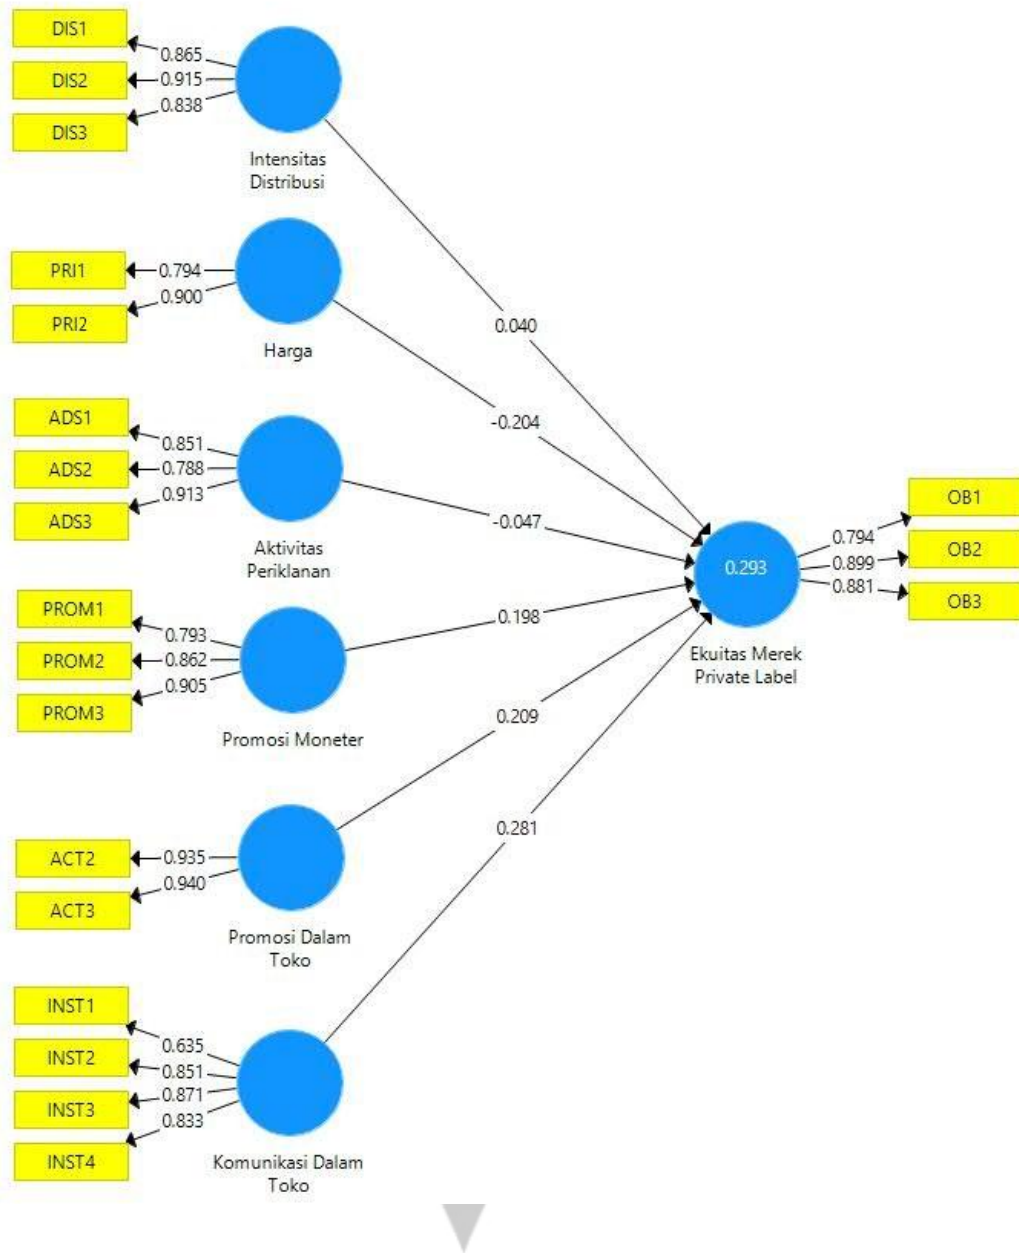 DIS1
0.865
DIS2
0.915
0.838
DIS3
Intensitas
Distribusi
PRI1
0.794
0.900
PRI2
Harga
0.040
-0.204
ADS1
0.851
ADS2
0.788
0.913
ADS3
Aktivitas
Periklanan
-0.047
PROM1
0.793
PROM2
0.862
0.905
PROM3
Promosi Moneter
0.198
ACT2
0.935
0.940
ACT3
Promosi Dalam
Toko
0.209
INST1
0.635
INST2
0.851
INST3
0.871
0.833
INST4
Komunikasi Dalam
Toko
0.281
0.293
Ekuitas Merek
Private Label
OB1
0.794
OB2
0.899
0.881
OB3